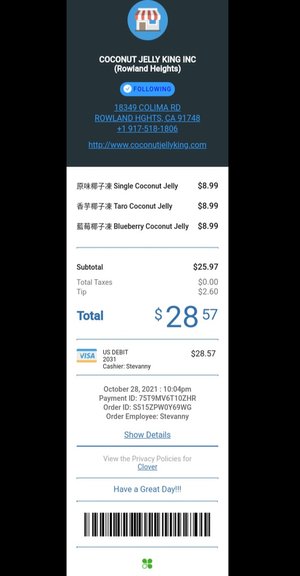 COCONUT JELLY KING INC
(Rowland Heights)
FOLLOWING
18349 COLIMA RD
ROWLAND HGHTS, CA 91748
+1 917-518-1806
http://www.coconutjellyking.com
原味椰子凍 Single Coconut Jelly $8.99
香芋椰子凍 Taro Coconut Jelly $8.99
藍莓椰子凍 Blueberry Coconut Jelly $8.99
Subtotal $25.97
Total Taxes $0.00
Tip $2.60
Total $28.57
VISA US DEBIT $28.57
2031
Cashier: Stevanny
October 28, 2021 : 10:04pm
Payment ID: 75T9MV6T10ZHR
Order ID: S515ZPW0Y69WG
Order Employee: Stevanny
Show Details
View the Privacy Policies for
Clover
Have a Great Day!!!